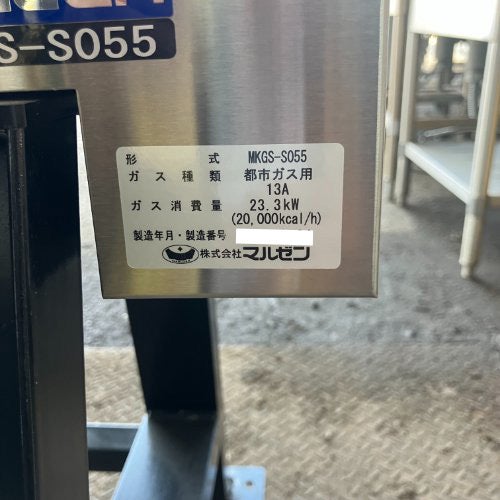 S-S055
形式 MKGS-S055
ガス種類 都市ガス用
13A
ガス消費量 23.3kW
(20,000kcal/h)
製造年月・製造番号
株式会社マルゼン